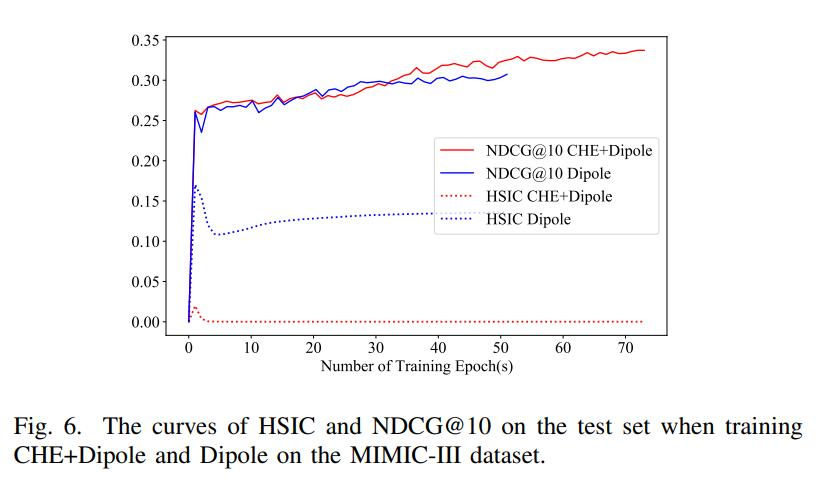 0.35
0.30
0.25
0.20
0.15
0.10
0.05
0.00
NDCG@10 CHE+Dipole
NDCG@10 Dipole
HSIC CHE+Dipole
HSIC Dipole
0 10 20 30 40 50 60 70
Number of Training Epoch(s)
Fig. 6. The curves of HSIC and NDCG@10 on the test set when training
CHE+Dipole and Dipole on the MIMIC-III dataset.